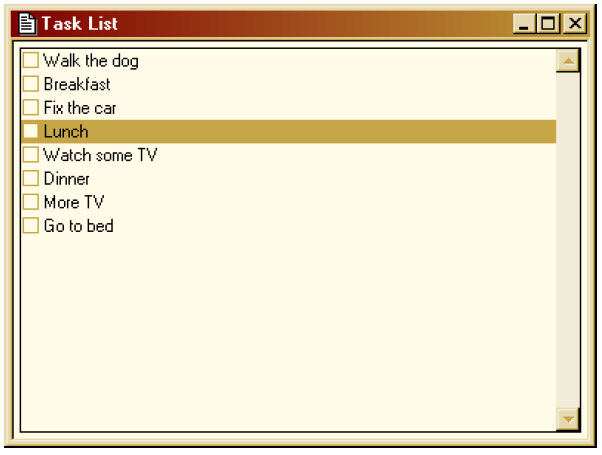 Task List
Walk the dog
Breakfast
Fix the car
Lunch
Watch some TV
Dinner
More TV
Go to bed